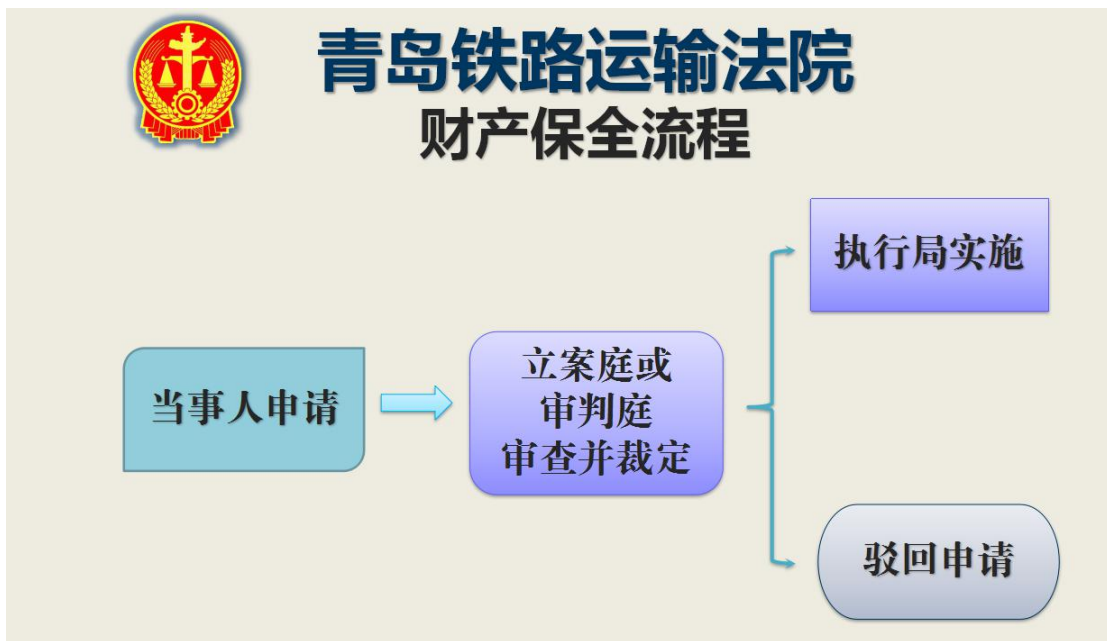 青岛铁路运输法院
财产保全流程
当事人申请
立案庭或
审判庭
审查并裁定
执行局实施
驳回申请